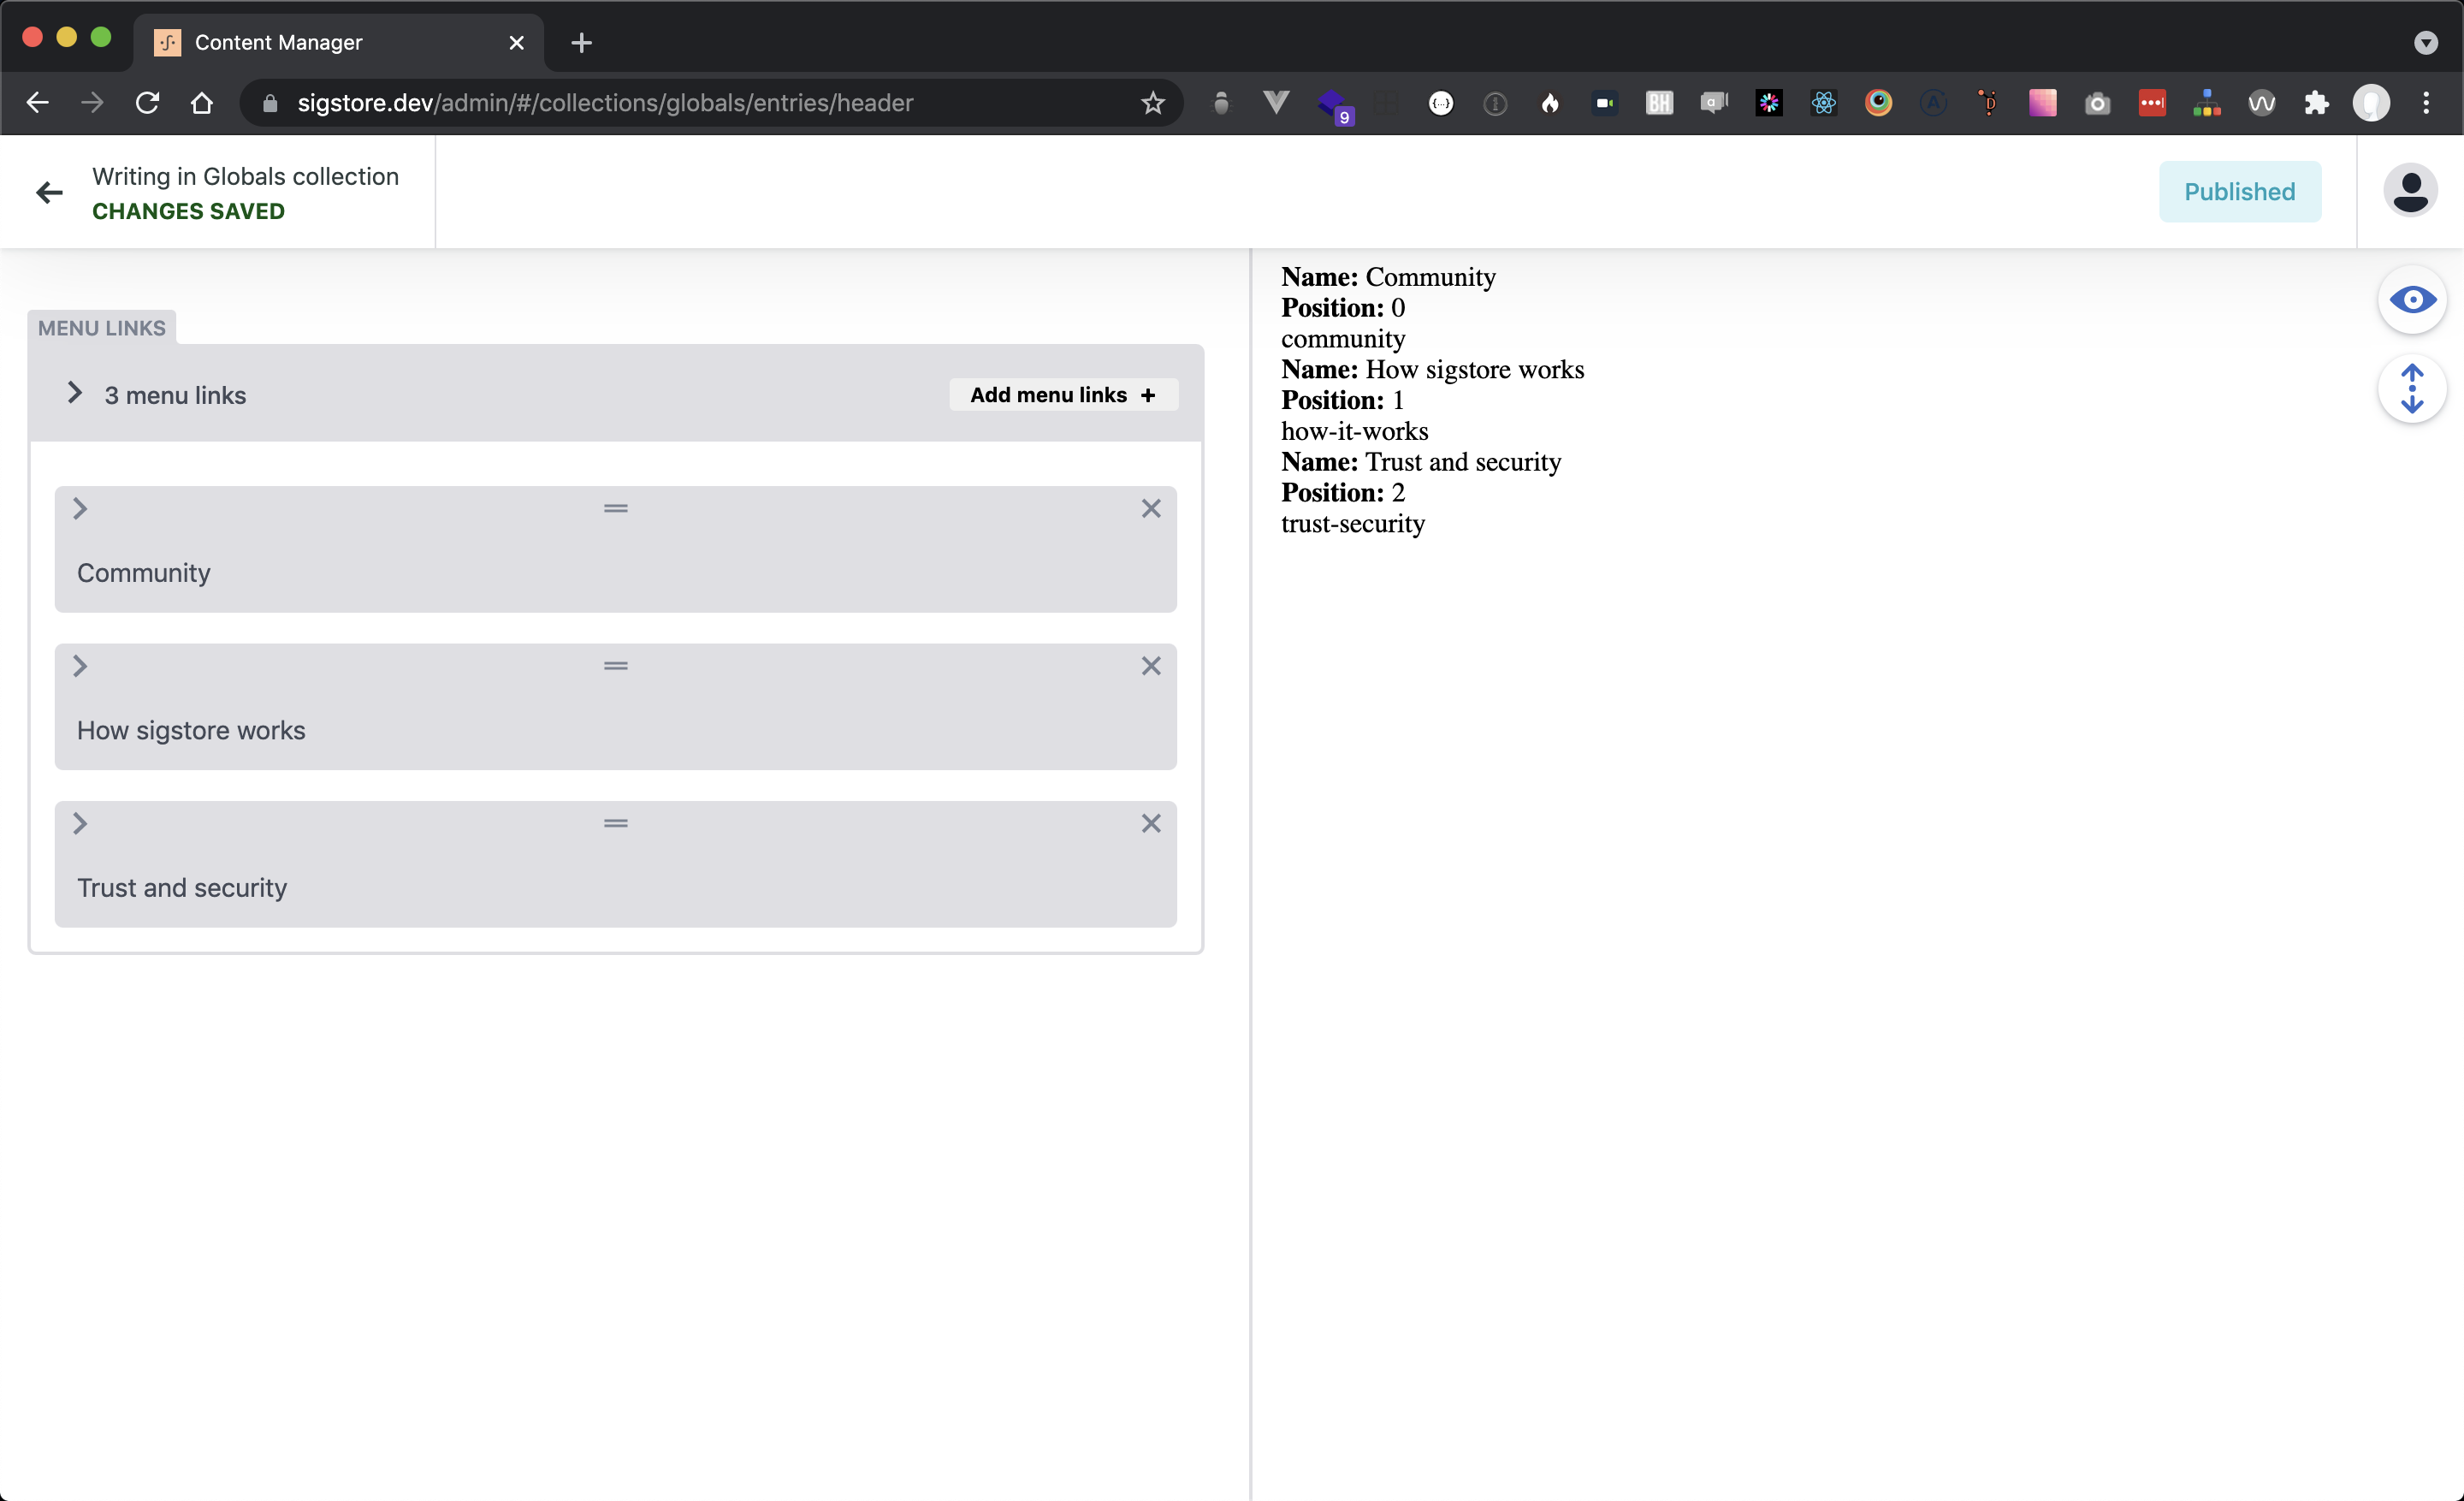 Content Manager
sigstore.dev/admin/#/collections/globals/entries/header
9
BH
Writing in Globals collection
CHANGES SAVED
Published
MENU LINKS
3 menu links
Add menu links +
Community
How sigstore works
Trust and security
Name: Community
Position: 0
community
Name: How sigstore works
Position: 1
how-it-works
Name: Trust and security
Position: 2
trust-security